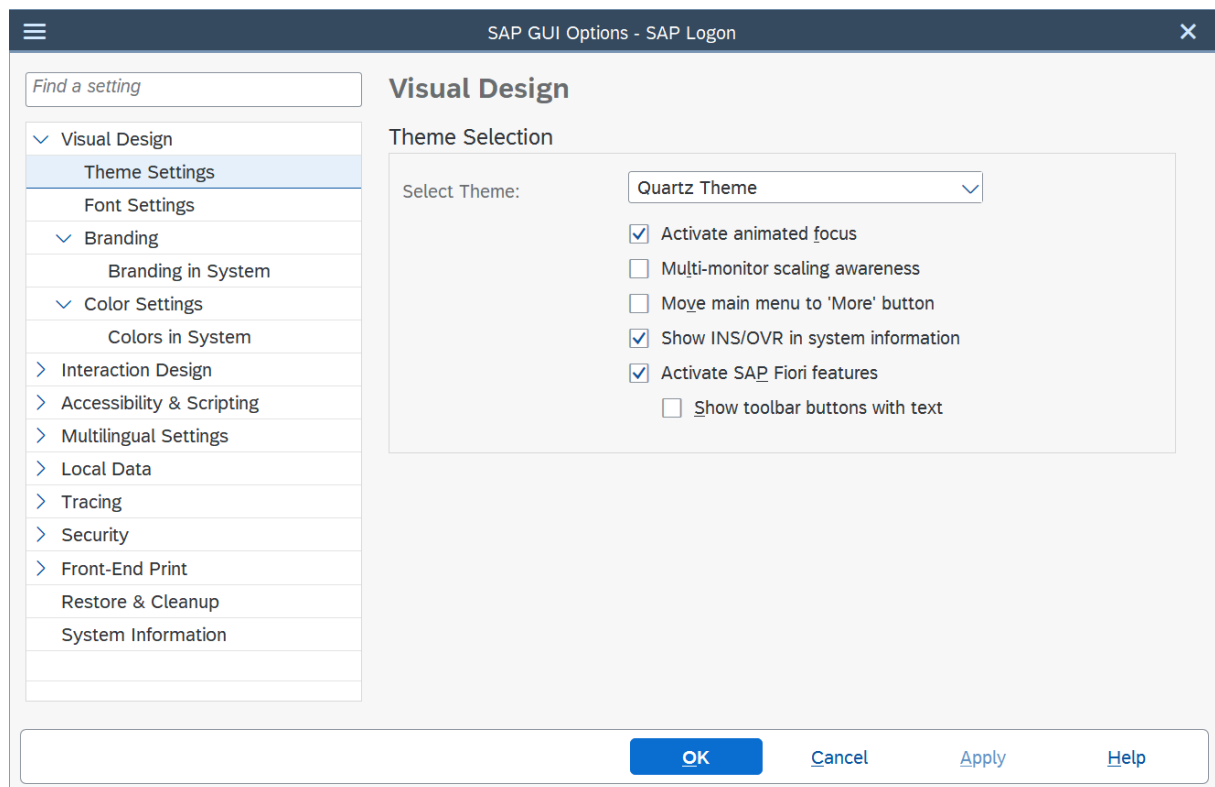 SAP GUI Options - SAP Logon
Find a setting
Visual Design
Theme Settings
Font Settings
Branding
Branding in System
Color Settings
Colors in System
Interaction Design
Accessibility & Scripting
Multilingual Settings
Local Data
Tracing
Security
Front-End Print
Restore & Cleanup
System Information
Visual Design
Theme Selection
Select Theme: Quartz Theme
Activate animated focus
Multi-monitor scaling awareness
Move main menu to 'More' button
Show INS/OVR in system information
Activate SAP Fiori features
Show toolbar buttons with text
OK Cancel Apply Help